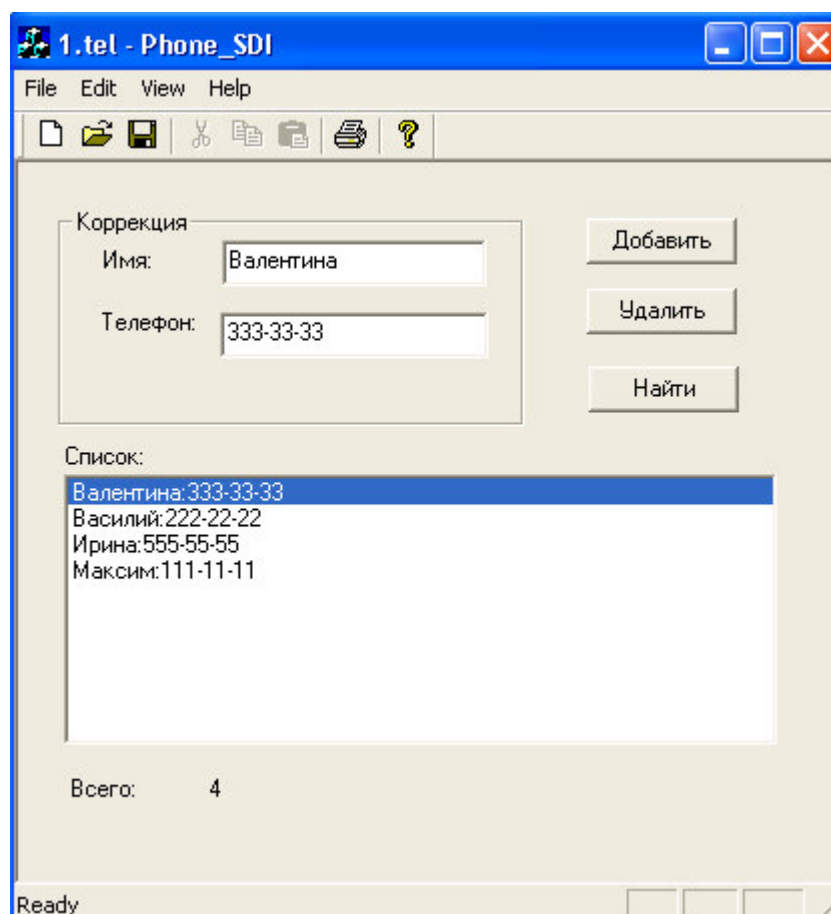 1.tel - Phone_SDI
File Edit View Help
Коррекция
Имя: Валентина
Телефон: 333-33-33
Добавить
Удалить
Найти
Список:
Валентина:333-33-33
Василий:222-22-22
Ирина:555-55-55
Максим:111-11-11
Всего: 4
Ready